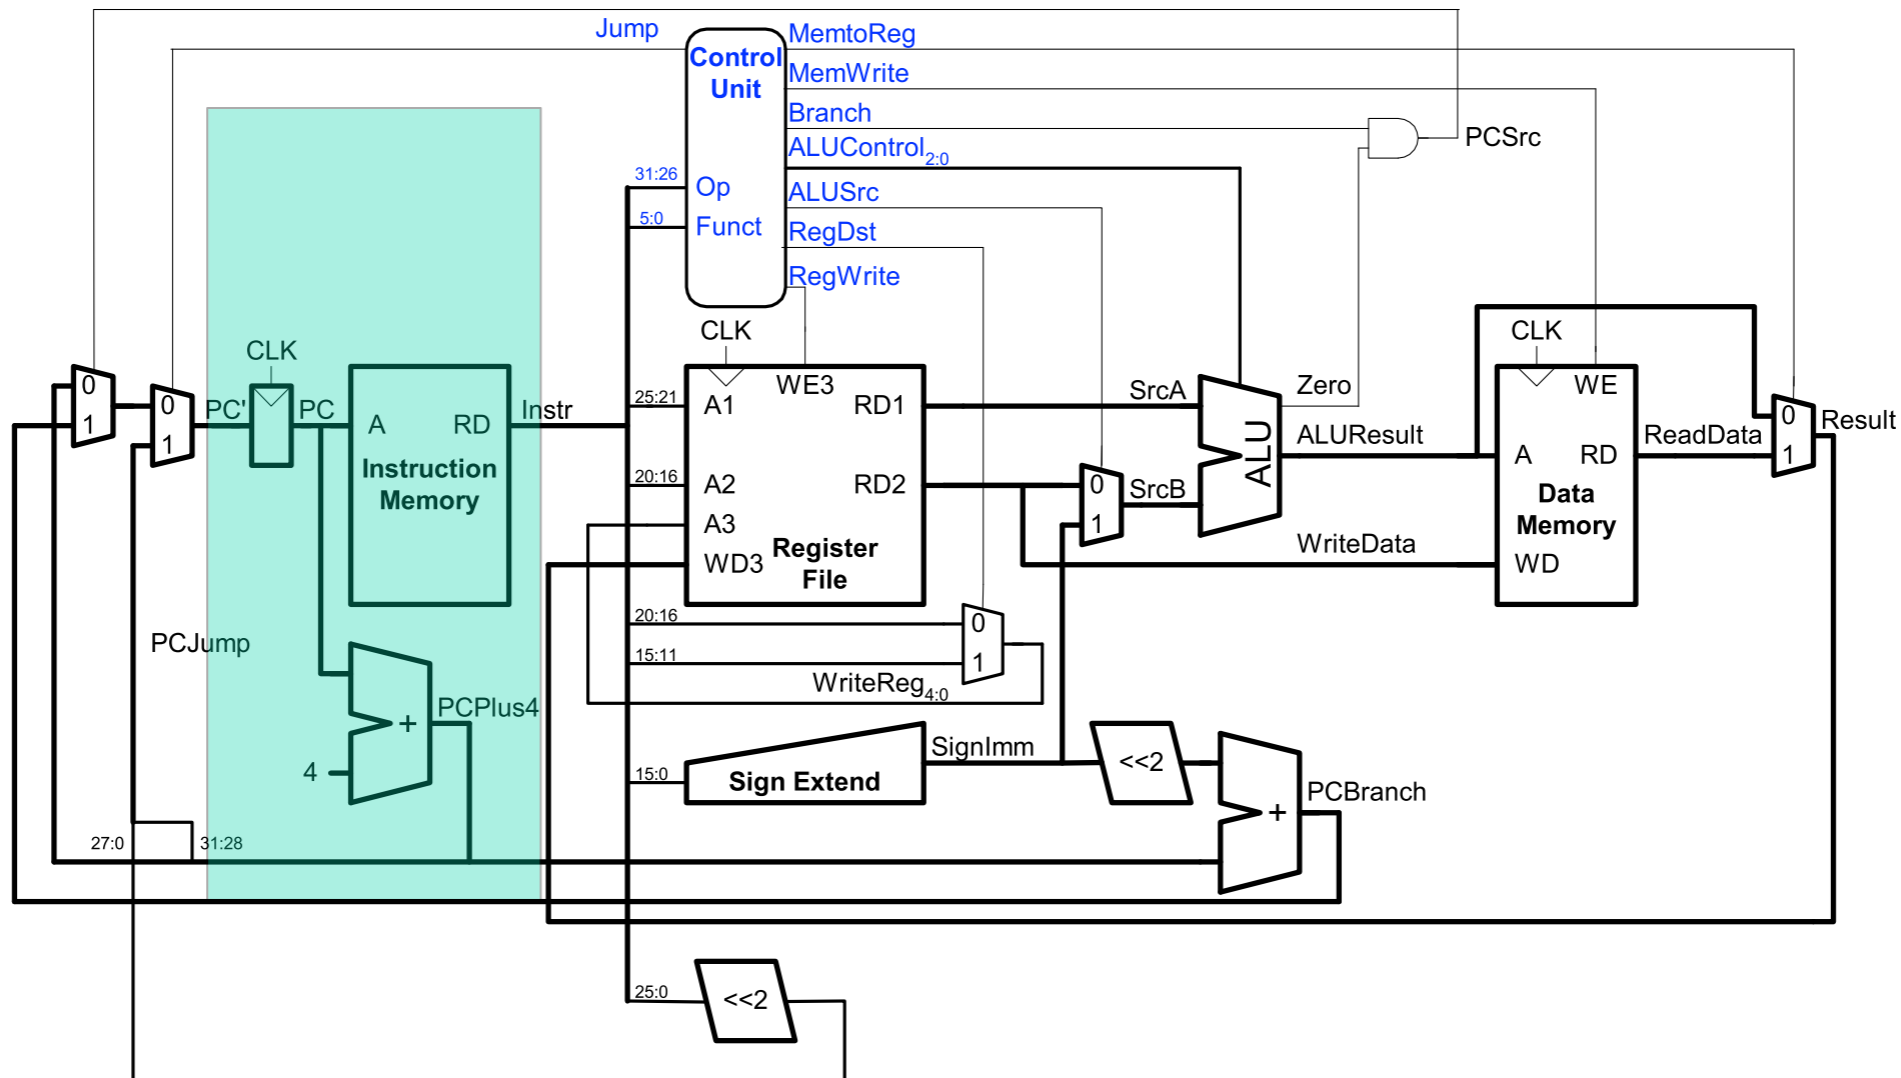 Jump
MemtoReg
Control
Unit
MemWrite
Branch
ALUControl2:0
PCSrc
31:26
Op
ALUSrc
5:0
Funct
RegDst
RegWrite
CLK
CLK
CLK
0
1
0
1
PC'
PC
A
RD
Instruction
Memory
Instr
25:21
A1
WE3
RD1
SrcA
Zero
ALU
ALUResult
WE
A
RD
Data
Memory
WD
ReadData
0
1
Result
20:16
A2
RD2
0
1
SrcB
A3
WD3
Register
File
WriteData
20:16
0
15:11
1
WriteReg4:0
PCJump
PCPlus4
+
4
SignImm
<<2
15:0
Sign Extend
PCBranch
+
27:0
31:28
25:0
<<2